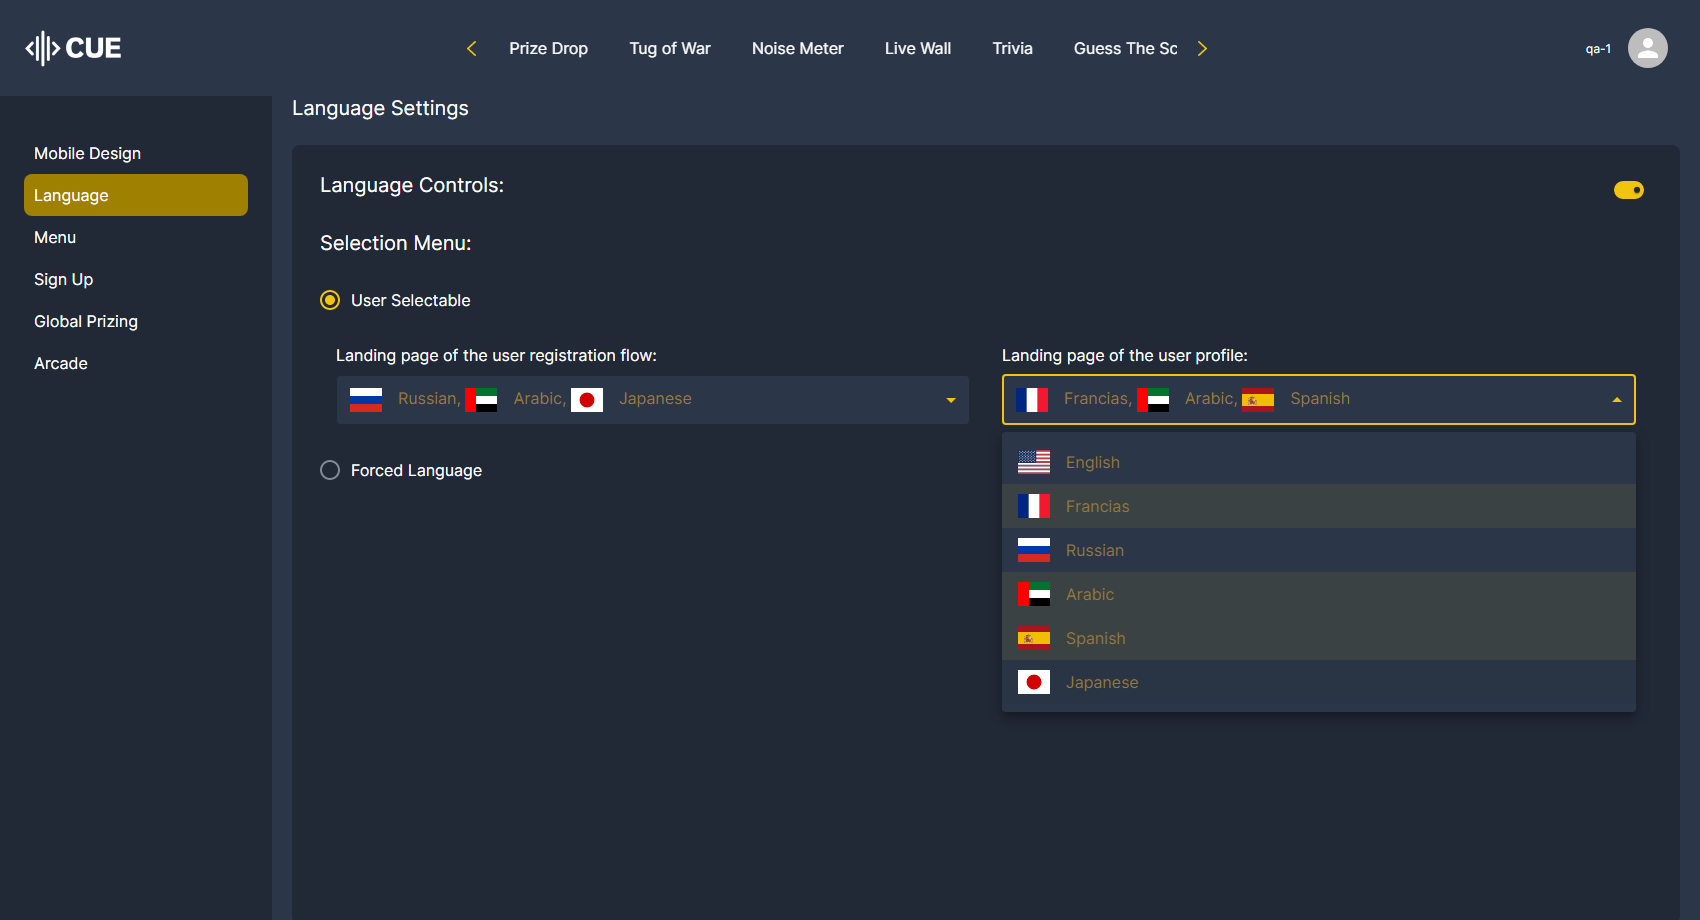 CUE
Prize Drop
Tug of War
Noise Meter
Live Wall
Trivia
Guess The Sc
qa-1
Mobile Design
Language
Menu
Sign Up
Global Prizing
Arcade
Language Settings
Language Controls:
Selection Menu:
User Selectable
Landing page of the user registration flow:
Russian, Arabic, Japanese
Forced Language
Landing page of the user profile:
Francias, Arabic, Spanish
English
Francias
Russian
Arabic
Spanish
Japanese